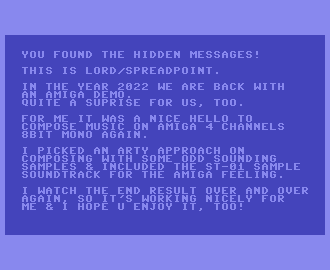 YOU FOUND THE HIDDEN MESSAGES!
THIS IS LORD/SPREADPOINT.
IN THE YEAR 2022 WE ARE BACK WITH
AN AMIGA DEMO.
QUITE A SUPRISE FOR US, TOO.
FOR ME IT WAS A NICE HELLO TO
COMPOSE MUSIC ON AMIGA 4 CHANNELS
8BIT MONO AGAIN.
I PICKED AN ARTY APPROACH ON
COMPOSING WITH SOME ODD SOUNDING
SAMPLES & INCLUDED THE ST-01 SAMPLE
SOUNDTRACK FOR THE AMIGA FEELING.
I WATCH THE END RESULT OVER AND OVER
AGAIN, SO IT'S WORKING NICELY FOR
ME & I HOPE U ENJOY IT, TOO!